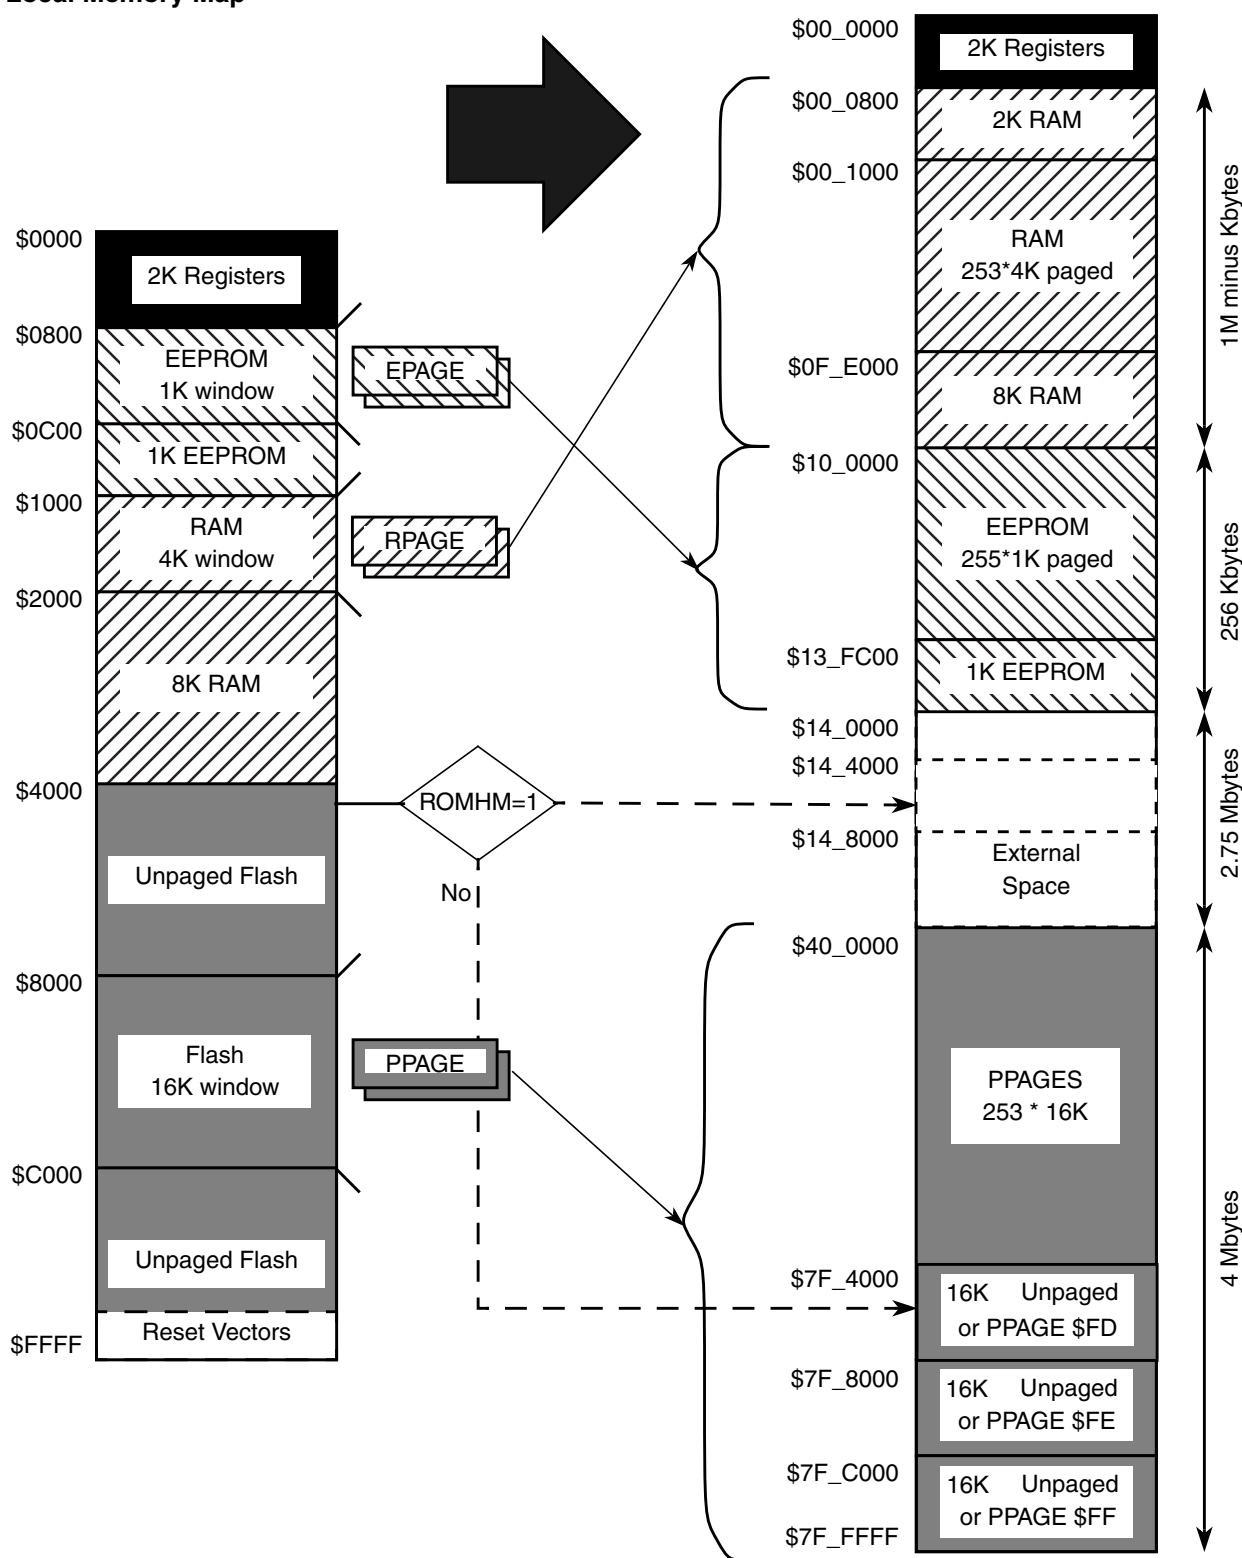 Local Memory Map
$0000
2K Registers
$0800
EEPROM
1K window
$0C00
1K EEPROM
$1000
RAM
4K window
$2000
8K RAM
$4000
Unpaged Flash
$8000
Flash
16K window
$C000
Unpaged Flash
Reset Vectors
$FFFF
EPAGE
RPAGE
ROMHM=1
No
PPAGE
$00_0000
2K Registers
$00_0800
2K RAM
$00_1000
RAM
253*4K paged
$0F_E000
8K RAM
$10_0000
EEPROM
255*1K paged
$13_FC00
1K EEPROM
$14_0000
$14_4000
$14_8000
External
Space
$40_0000
PPAGES
253 * 16K
$7F_4000
16K Unpaged
or PPAGE $FD
$7F_8000
16K Unpaged
or PPAGE $FE
$7F_C000
16K Unpaged
or PPAGE $FF
$7F_FFFF
1M minus Kbytes
256 Kbytes
2.75 Mbytes
4 Mbytes